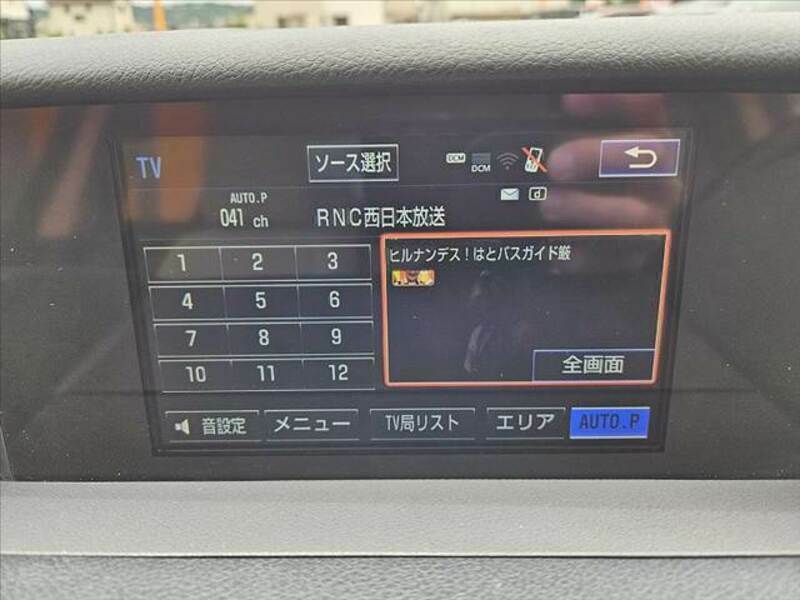 TV ソース選択 DCM DCM
AUTO.P
041 ch RNC西日本放送
ヒルナンデス!はとバスガイド厳
1 2 3
4 5 6
7 8 9
10 11 12
全画面
音設定 メニュー TV局リスト エリア AUTO.P